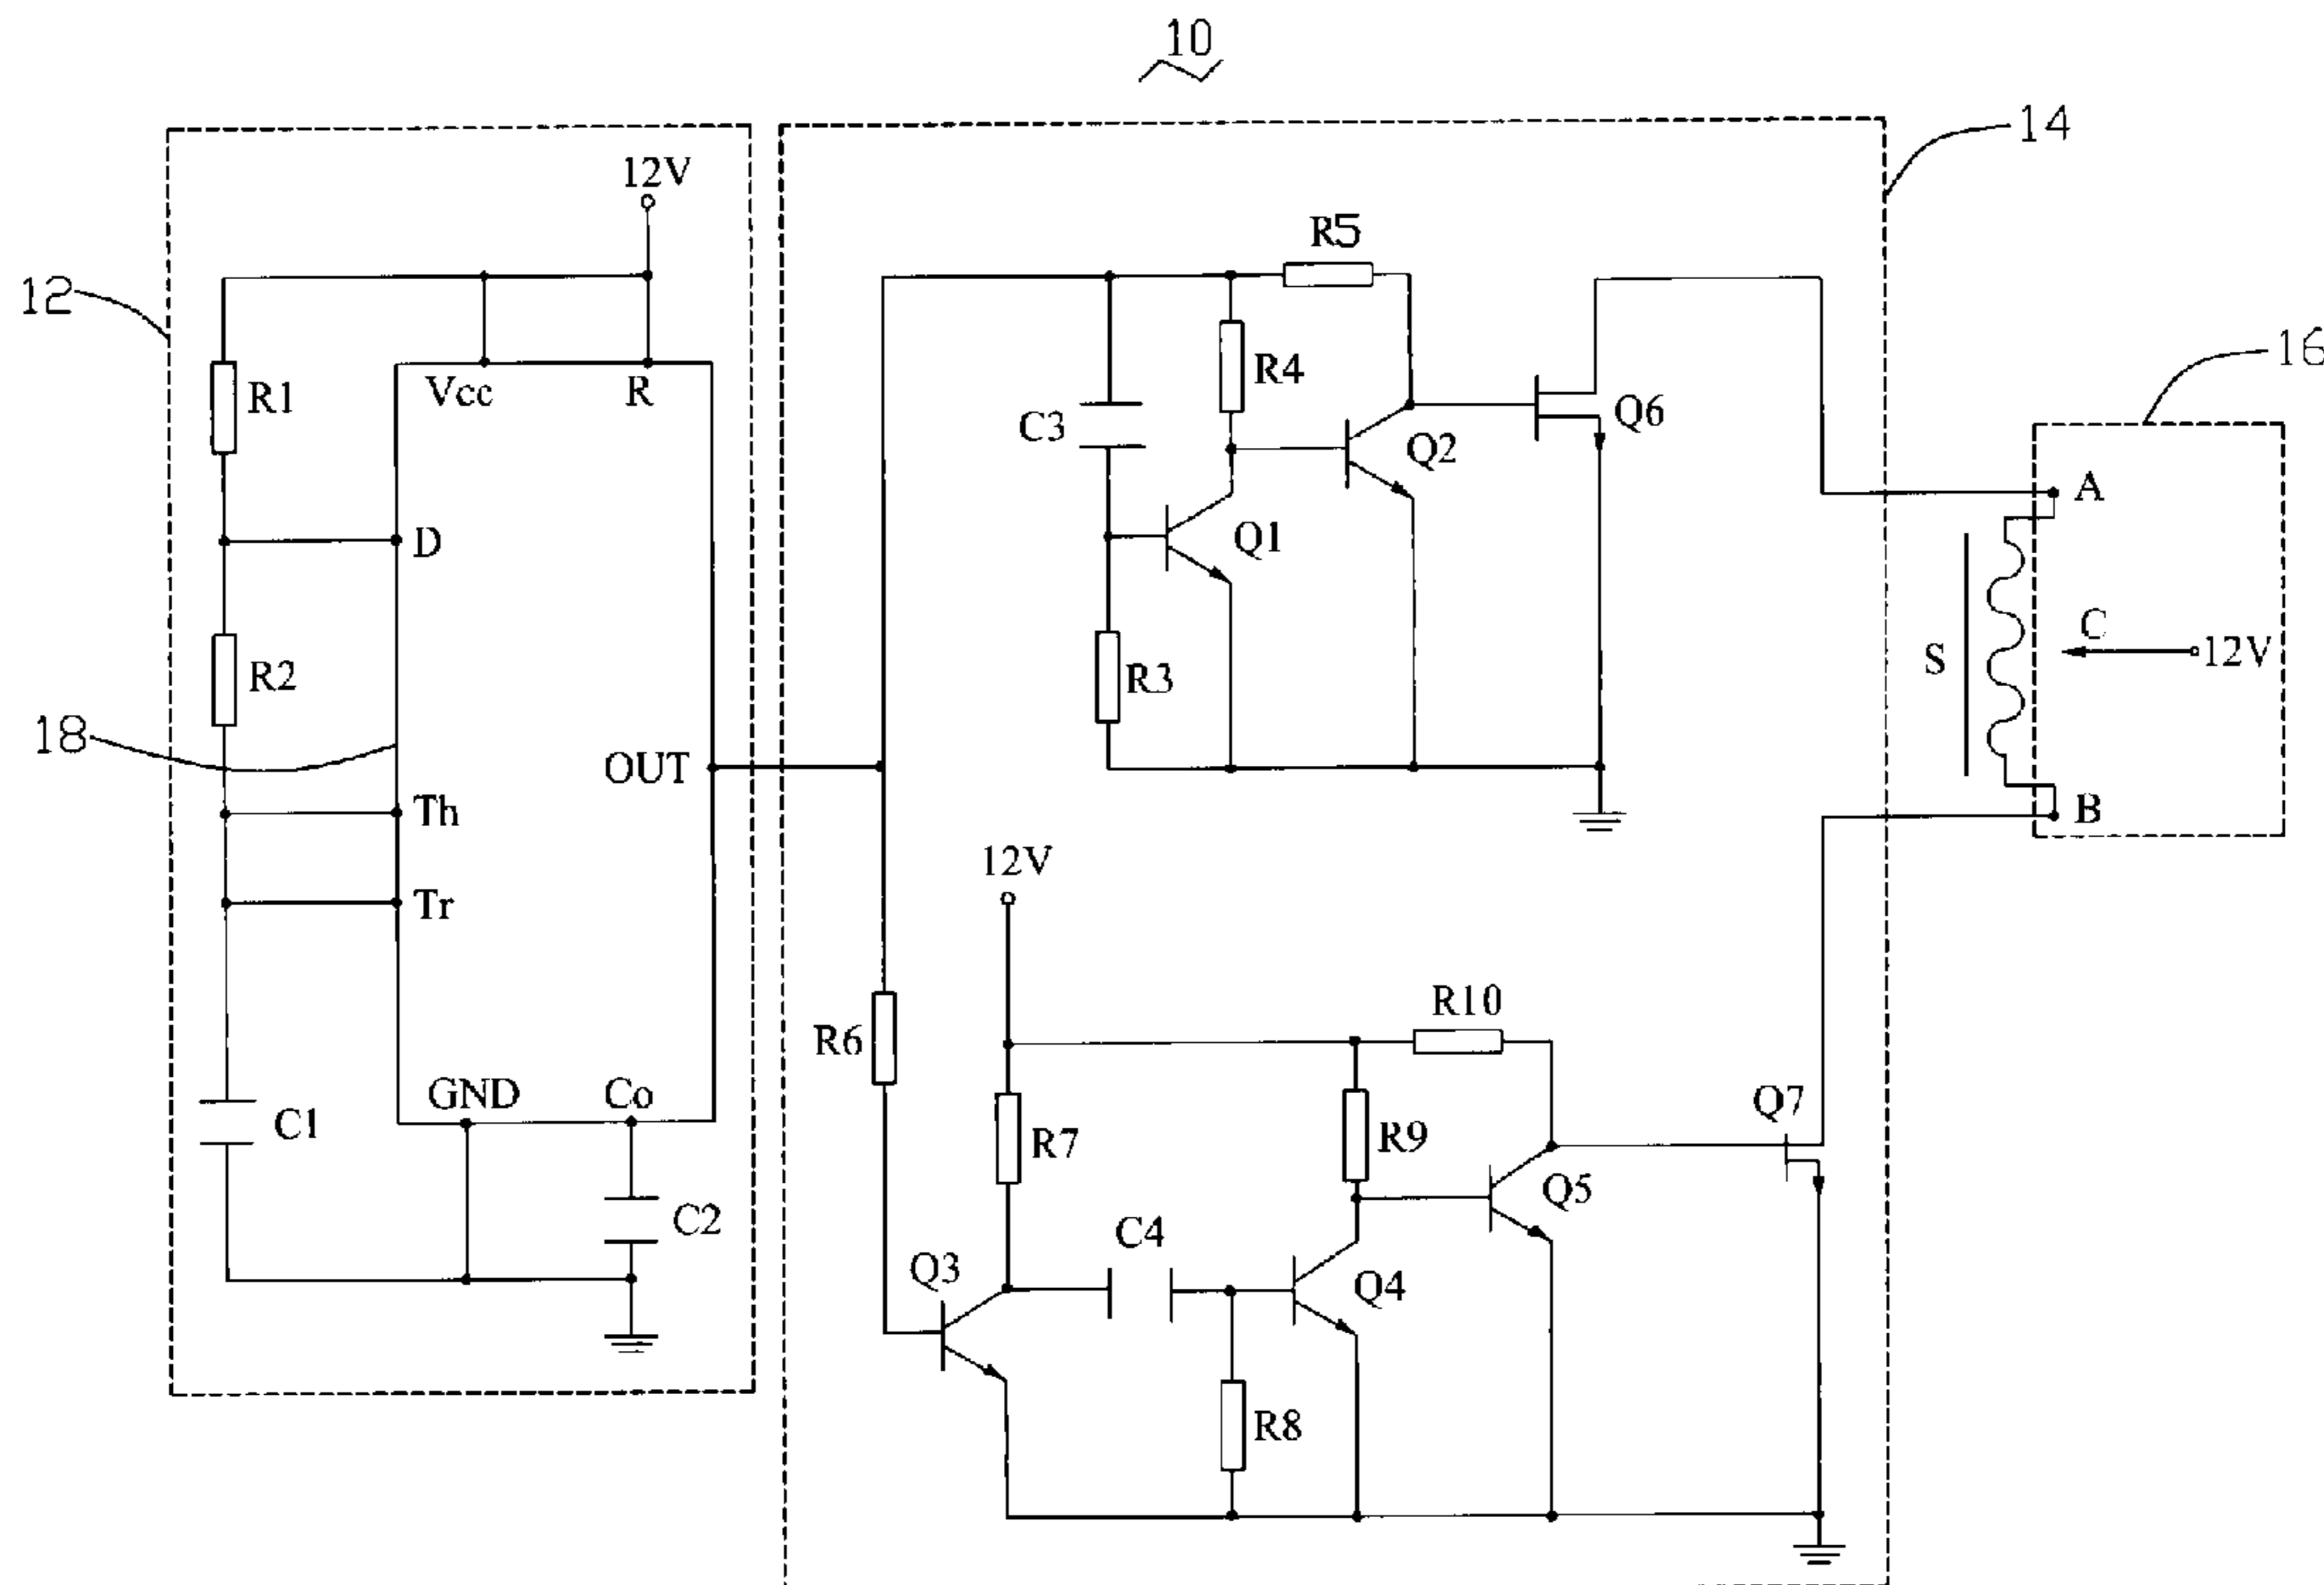 10
14
12V
R5
12
16
R1
Vcc
R
R4
C3
Q6
Q2
A
D
Q1
C
12V
S
R2
R3
18
OUT
Th
B
12V
Tr
R10
R6
GND
Co
Q7
C1
R7
R9
Q5
C2
C4
Q3
Q4
R8